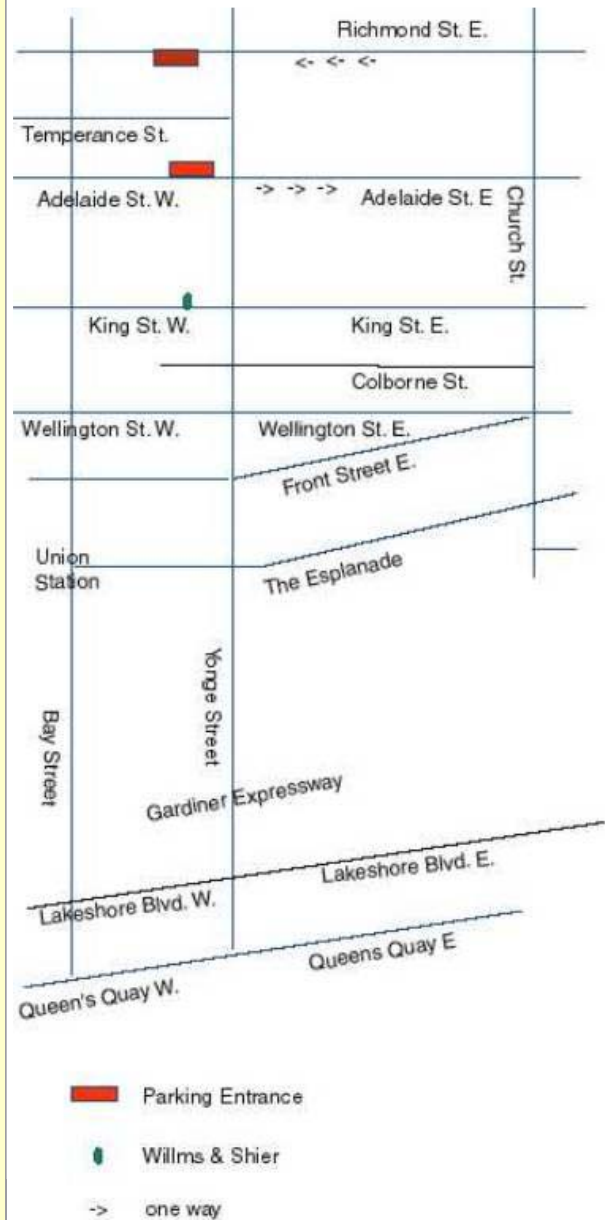 Richmond St. E.
<- <- <-
Temperance St.
Adelaide St. W.
-> -> ->
Adelaide St. E
Church St.
King St. W.
King St. E.
Colborne St.
Wellington St. W.
Wellington St. E.
Front Street E.
Union
Station
The Esplanade
Yonge Street
Bay Street
Gardiner Expressway
Lakeshore Blvd. E.
Lakeshore Blvd. W.
Queens Quay E
Queen's Quay W.
Parking Entrance
Willms & Shier
-> one way